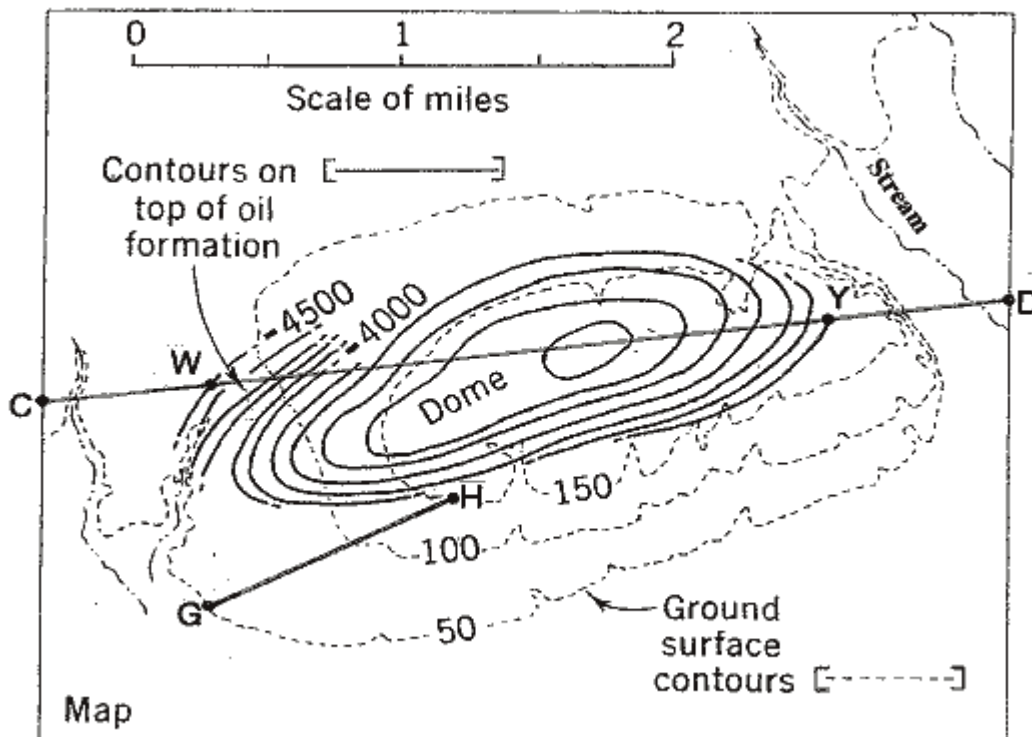 0 1 2
Scale of miles
Contours on
top of oil
formation
Stream
-4500
-4000
W
Y
D
C
Dome
H
150
100
G
50
Ground
surface
contours
Map